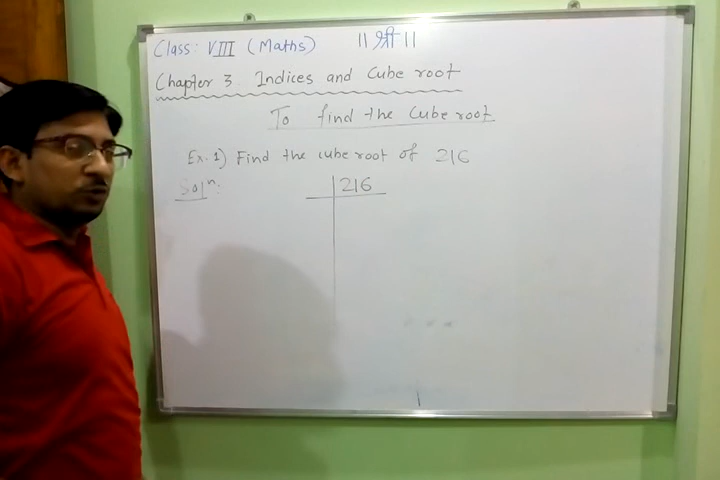 Class: VIII (Maths) ॥ श्री ॥
Chapter 3 Indices and Cube root
To find the Cube root
Ex. 1) Find the cube root of 216
Solⁿ:
216